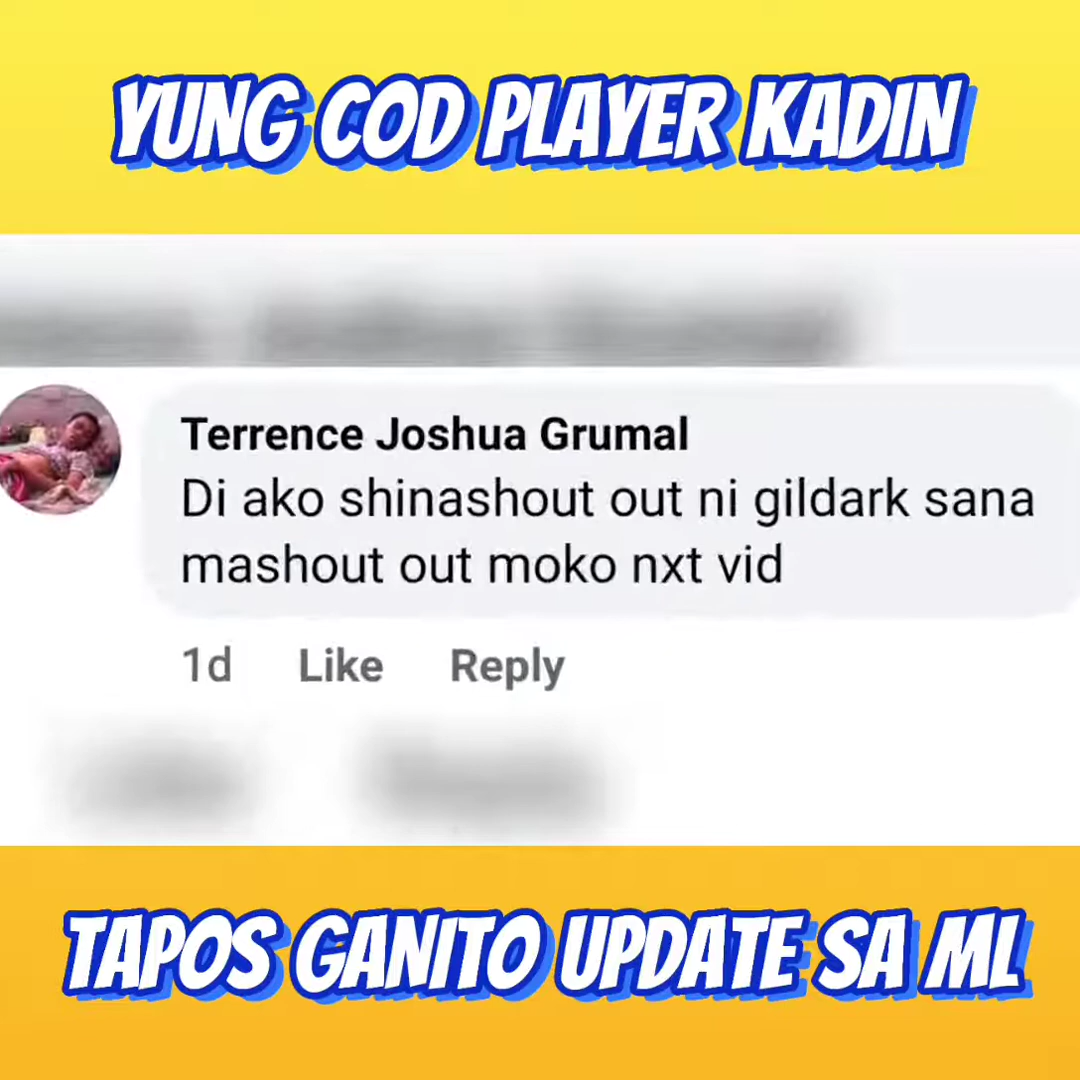 YUNG COD PLAYER KADIN
Terrence Joshua Grumal
Di ako shinashout out ni gildark sana
mashout out moko nxt vid
1d Like Reply
TAPOS GANITO UPDATE SA ML